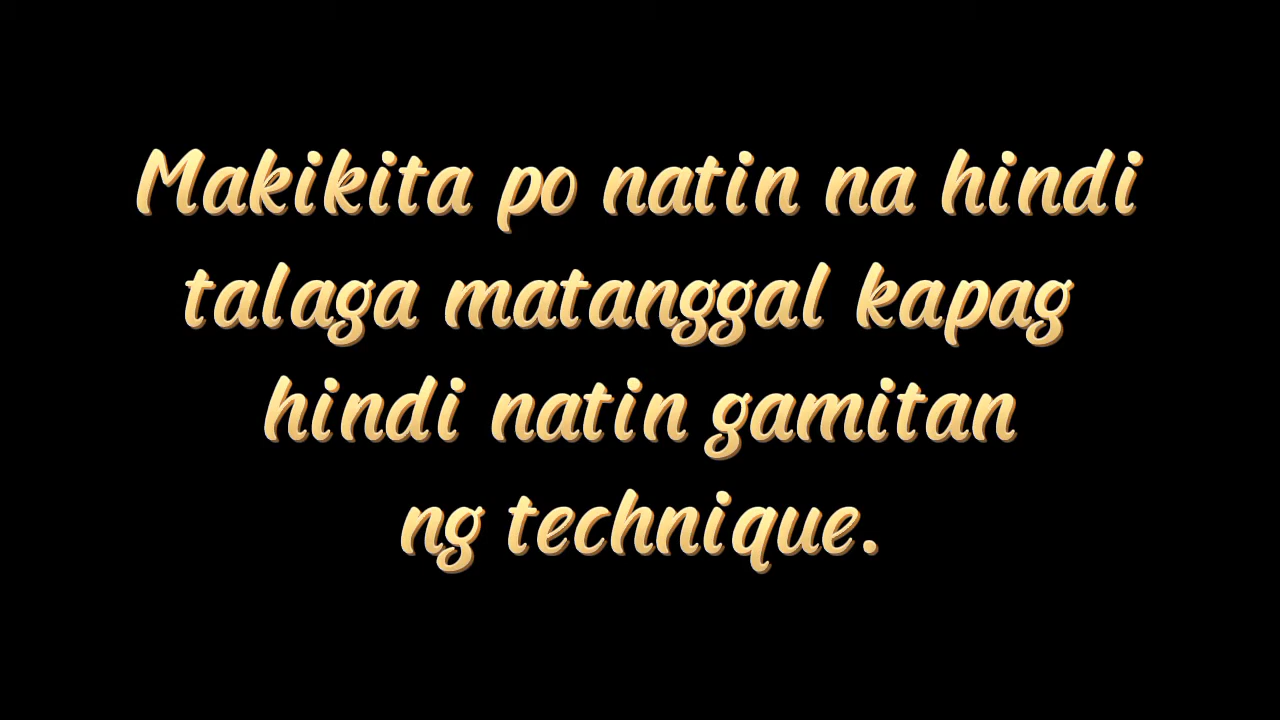 Makikita po natin na hindi
talaga matanggal kapag
hindi natin gamitan
ng technique.